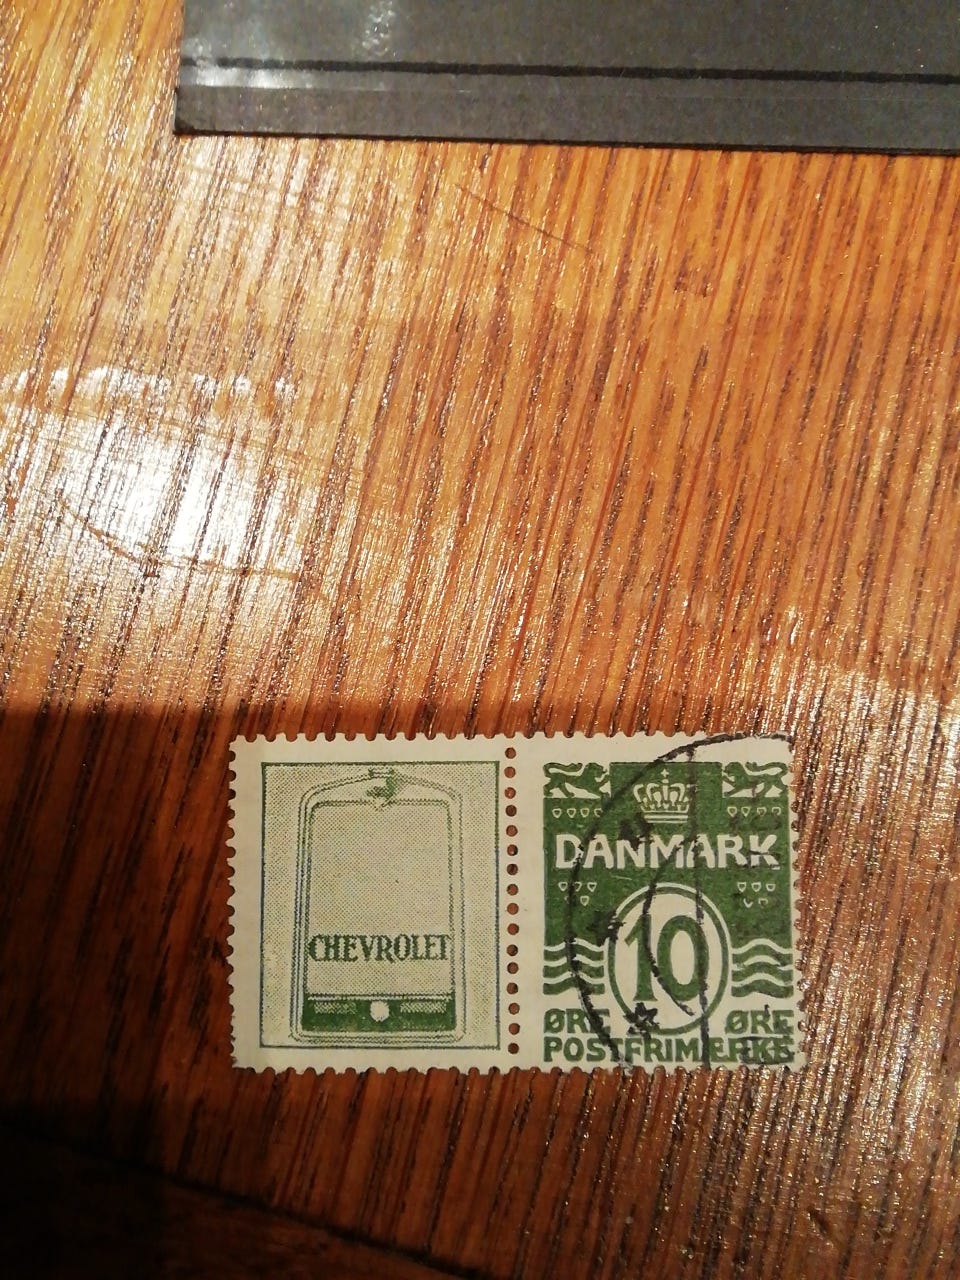 CHEVROLET
DANMARK
10
ØRE ØRE
POSTFRIMÆRKE